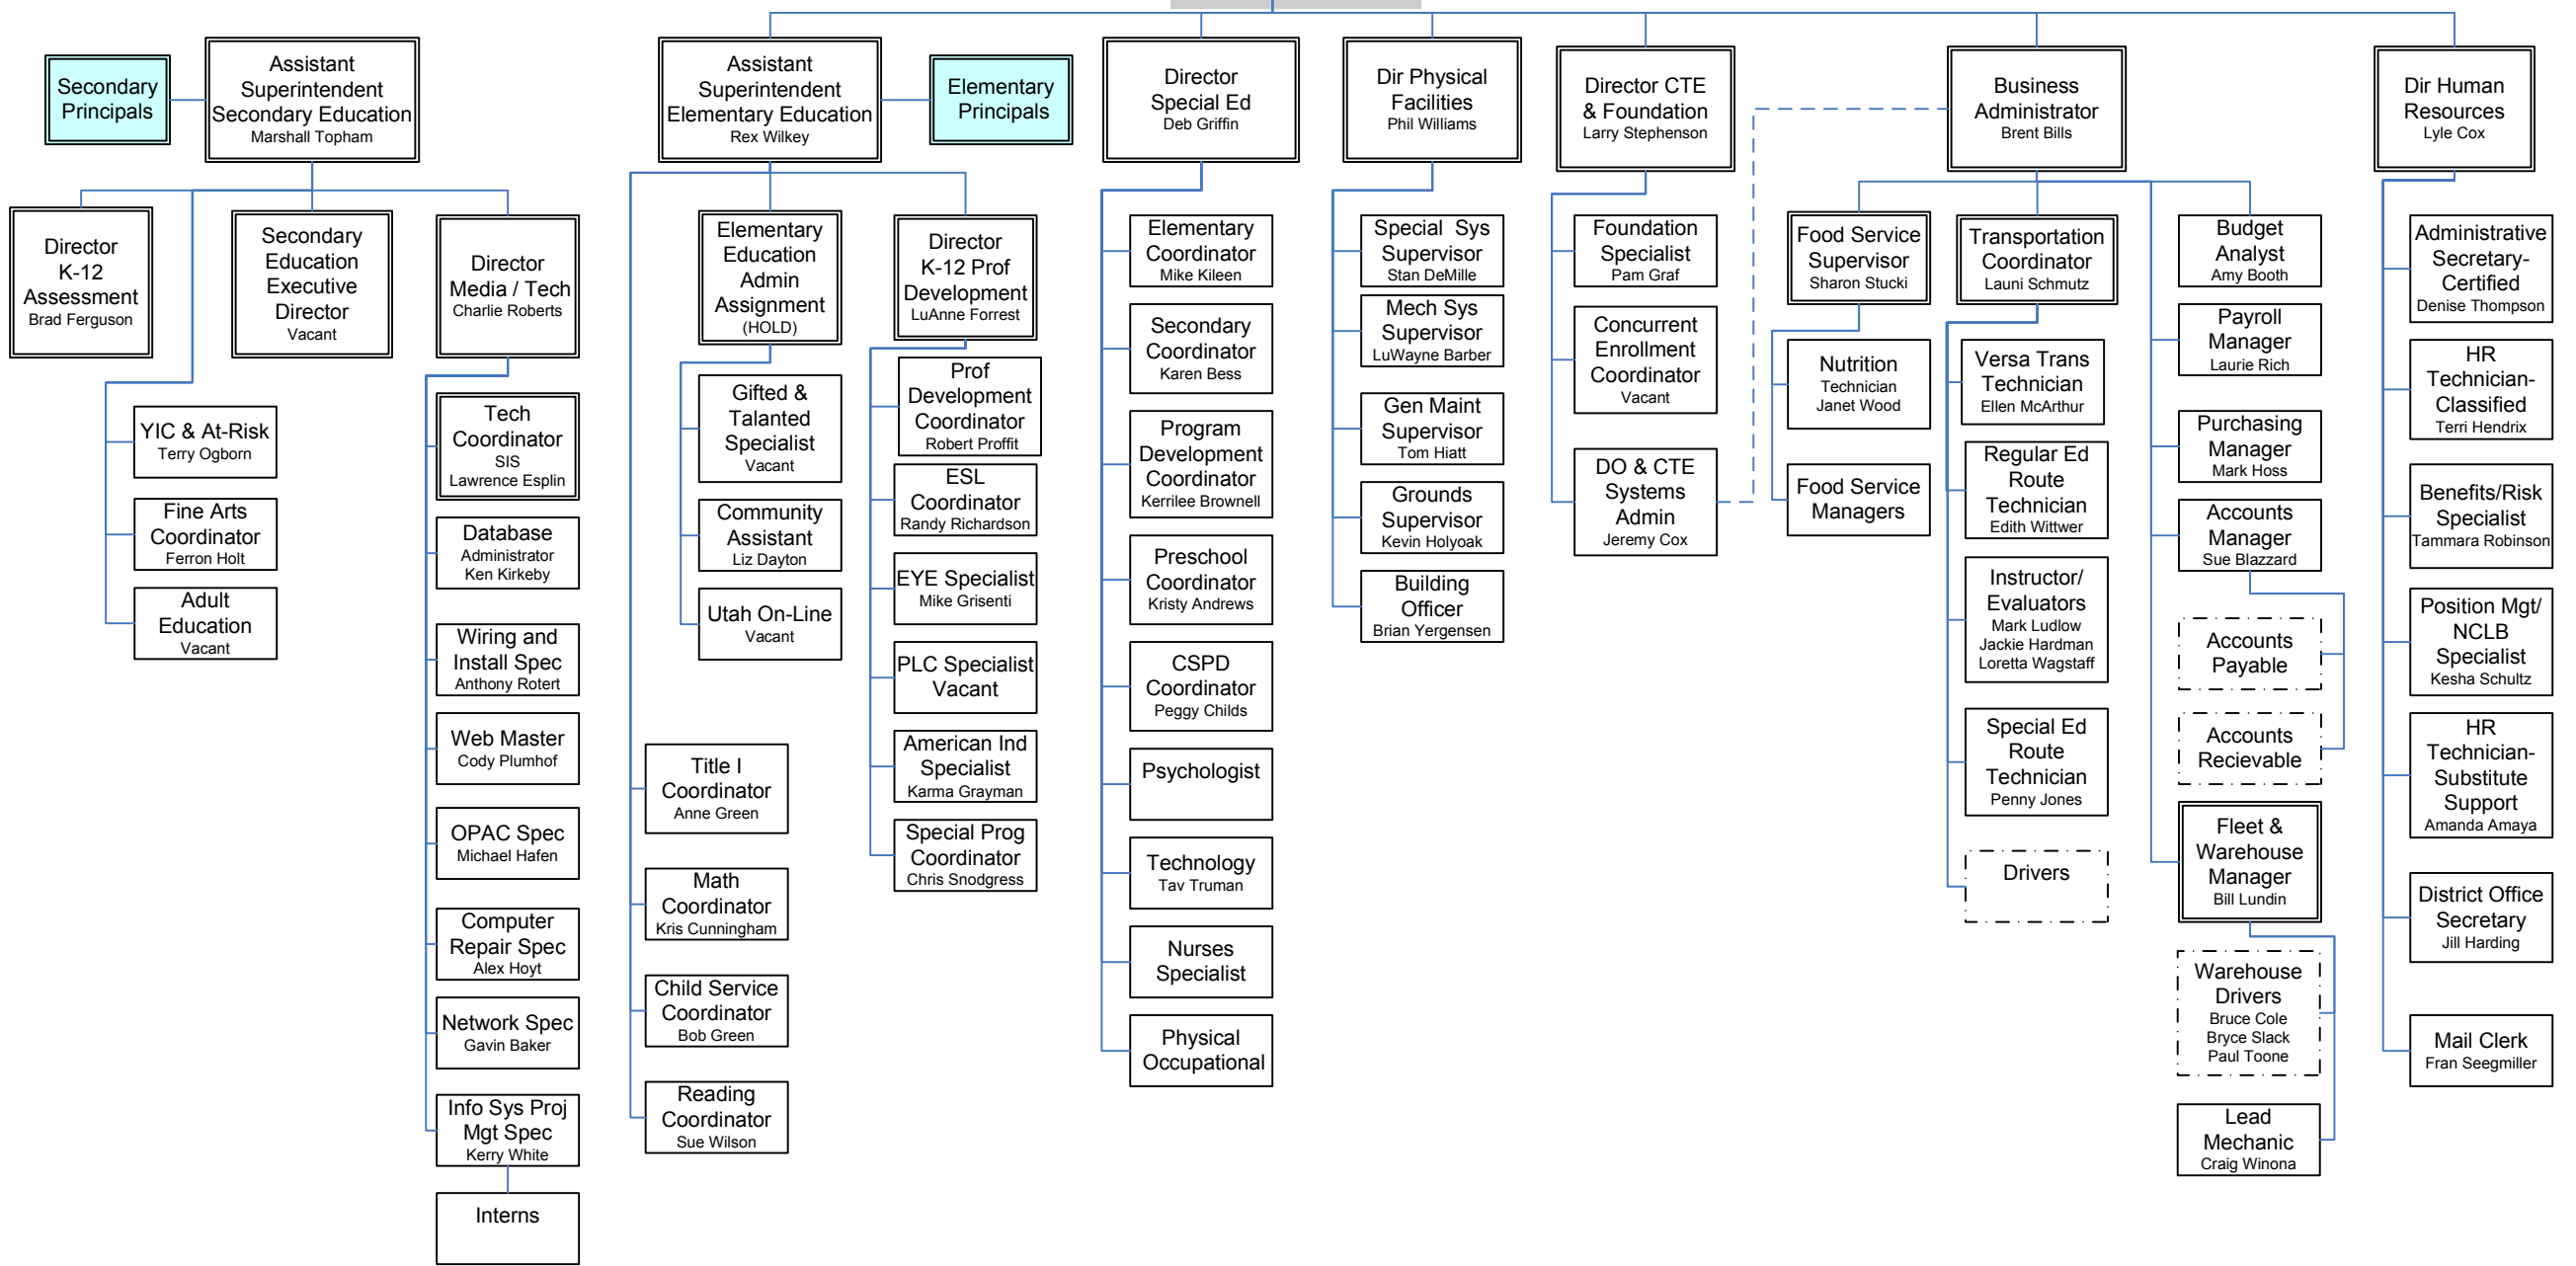 Secondary
Principals
Assistant
Superintendent
Secondary Education
Marshall Topham
Assistant
Superintendent
Elementary Education
Rex Wilkey
Elementary
Principals
Director
Special Ed
Deb Griffin
Dir Physical
Facilities
Phil Williams
Director CTE
& Foundation
Larry Stephenson
Business
Administrator
Brent Bills
Dir Human
Resources
Lyle Cox
Director
K-12
Assessment
Brad Ferguson
Secondary
Education
Executive
Director
Vacant
Director
Media / Tech
Charlie Roberts
YIC & At-Risk
Terry Ogborn
Fine Arts
Coordinator
Ferron Holt
Adult
Education
Vacant
Tech
Coordinator
SIS
Lawrence Esplin
Database
Administrator
Ken Kirkeby
Wiring and
Install Spec
Anthony Rotert
Web Master
Cody Plumhof
OPAC Spec
Michael Hafen
Computer
Repair Spec
Alex Hoyt
Network Spec
Gavin Baker
Info Sys Proj
Mgt Spec
Kerry White
Interns
Elementary
Education
Admin
Assignment
(HOLD)
Gifted &
Talanted
Specialist
Vacant
Community
Assistant
Liz Dayton
Utah On-Line
Vacant
Title I
Coordinator
Anne Green
Math
Coordinator
Kris Cunningham
Child Service
Coordinator
Bob Green
Reading
Coordinator
Sue Wilson
Director
K-12 Prof
Development
LuAnne Forrest
Prof
Development
Coordinator
Robert Proffit
ESL
Coordinator
Randy Richardson
EYE Specialist
Mike Grisenti
PLC Specialist
Vacant
American Ind
Specialist
Karma Grayman
Special Prog
Coordinator
Chris Snodgress
Elementary
Coordinator
Mike Kileen
Secondary
Coordinator
Karen Bess
Program
Development
Coordinator
Kerrilee Brownell
Preschool
Coordinator
Kristy Andrews
CSPD
Coordinator
Peggy Childs
Psychologist
Technology
Tav Truman
Nurses
Specialist
Physical
Occupational
Special Sys
Supervisor
Stan DeMille
Mech Sys
Supervisor
LuWayne Barber
Gen Maint
Supervisor
Tom Hiatt
Grounds
Supervisor
Kevin Holyoak
Building
Officer
Brian Yergensen
Foundation
Specialist
Pam Graf
Concurrent
Enrollment
Coordinator
Vacant
DO & CTE
Systems
Admin
Jeremy Cox
Food Service
Supervisor
Sharon Stucki
Nutrition
Technician
Janet Wood
Food Service
Managers
Transportation
Coordinator
Launi Schmutz
Versa Trans
Technician
Ellen McArthur
Regular Ed
Route
Technician
Edith Wittwer
Instructor/
Evaluators
Mark Ludlow
Jackie Hardman
Loretta Wagstaff
Special Ed
Route
Technician
Penny Jones
Drivers
Budget
Analyst
Amy Booth
Payroll
Manager
Laurie Rich
Purchasing
Manager
Mark Hoss
Accounts
Manager
Sue Blazzard
Accounts
Payable
Accounts
Recievable
Fleet &
Warehouse
Manager
Bill Lundin
Warehouse
Drivers
Bruce Cole
Bryce Slack
Paul Toone
Lead
Mechanic
Craig Winona
Administrative
Secretary-
Certified
Denise Thompson
HR
Technician-
Classified
Terri Hendrix
Benefits/Risk
Specialist
Tammara Robinson
Position Mgt/
NCLB
Specialist
Kesha Schultz
HR
Technician-
Substitute
Support
Amanda Amaya
District Office
Secretary
Jill Harding
Mail Clerk
Fran Seegmiller